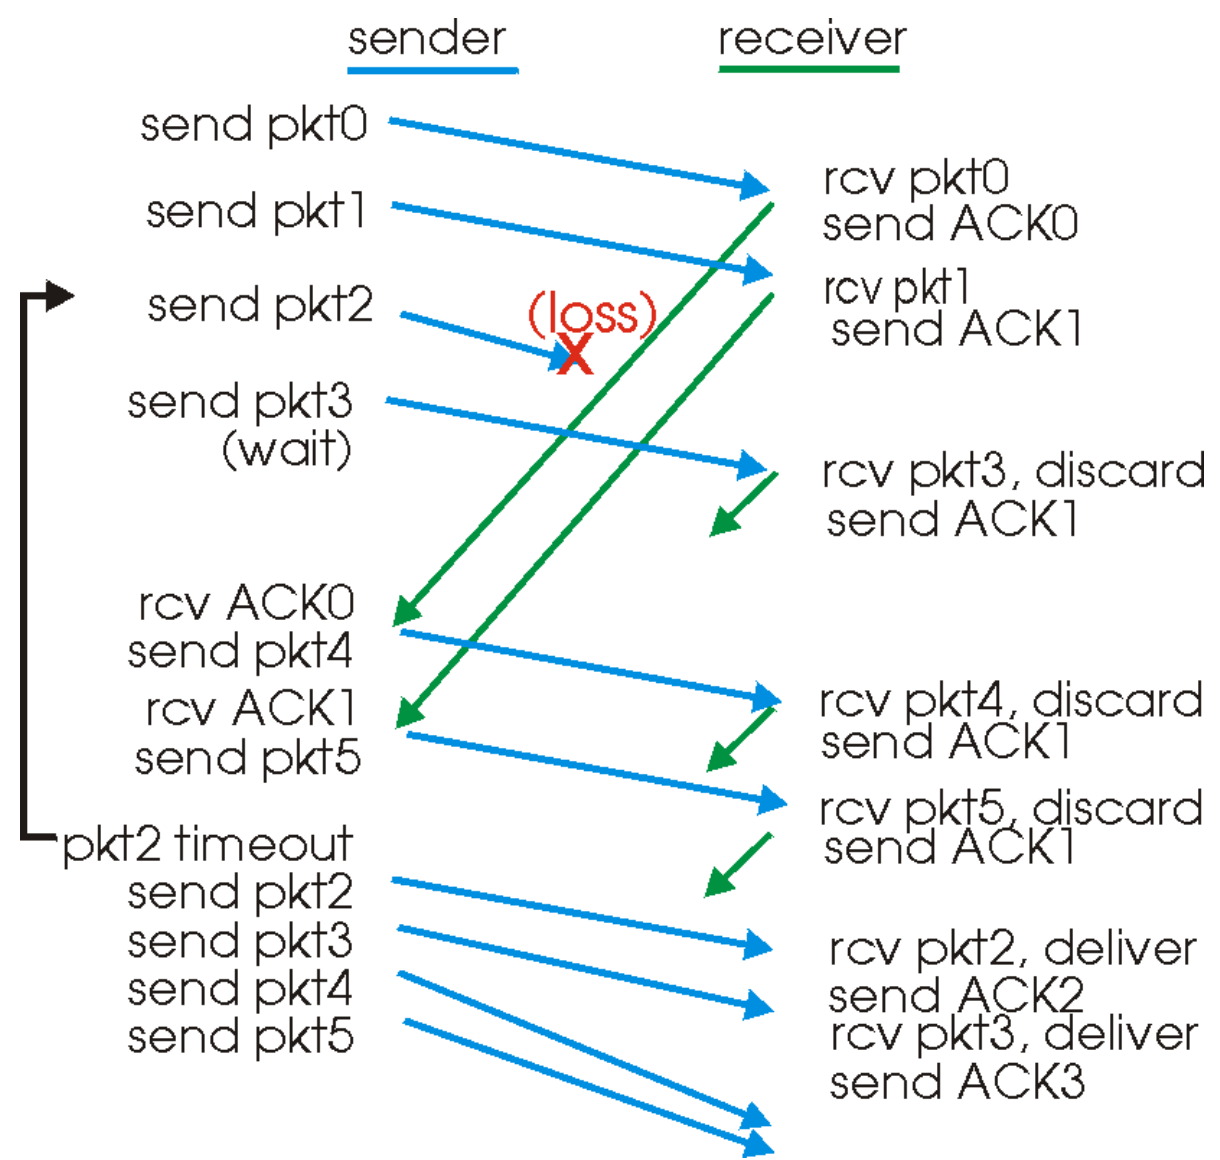 sender
receiver
send pkt0
rcv pkt0
send ACK0
send pkt1
rcv pkt1
send ACK1
send pkt2
(loss)
X
send pkt3
(wait)
rcv pkt3, discard
send ACK1
rcv ACK0
send pkt4
rcv ACK1
send pkt5
rcv pkt4, discard
send ACK1
rcv pkt5, discard
send ACK1
pkt2 timeout
send pkt2
send pkt3
send pkt4
send pkt5
rcv pkt2, deliver
send ACK2
rcv pkt3, deliver
send ACK3